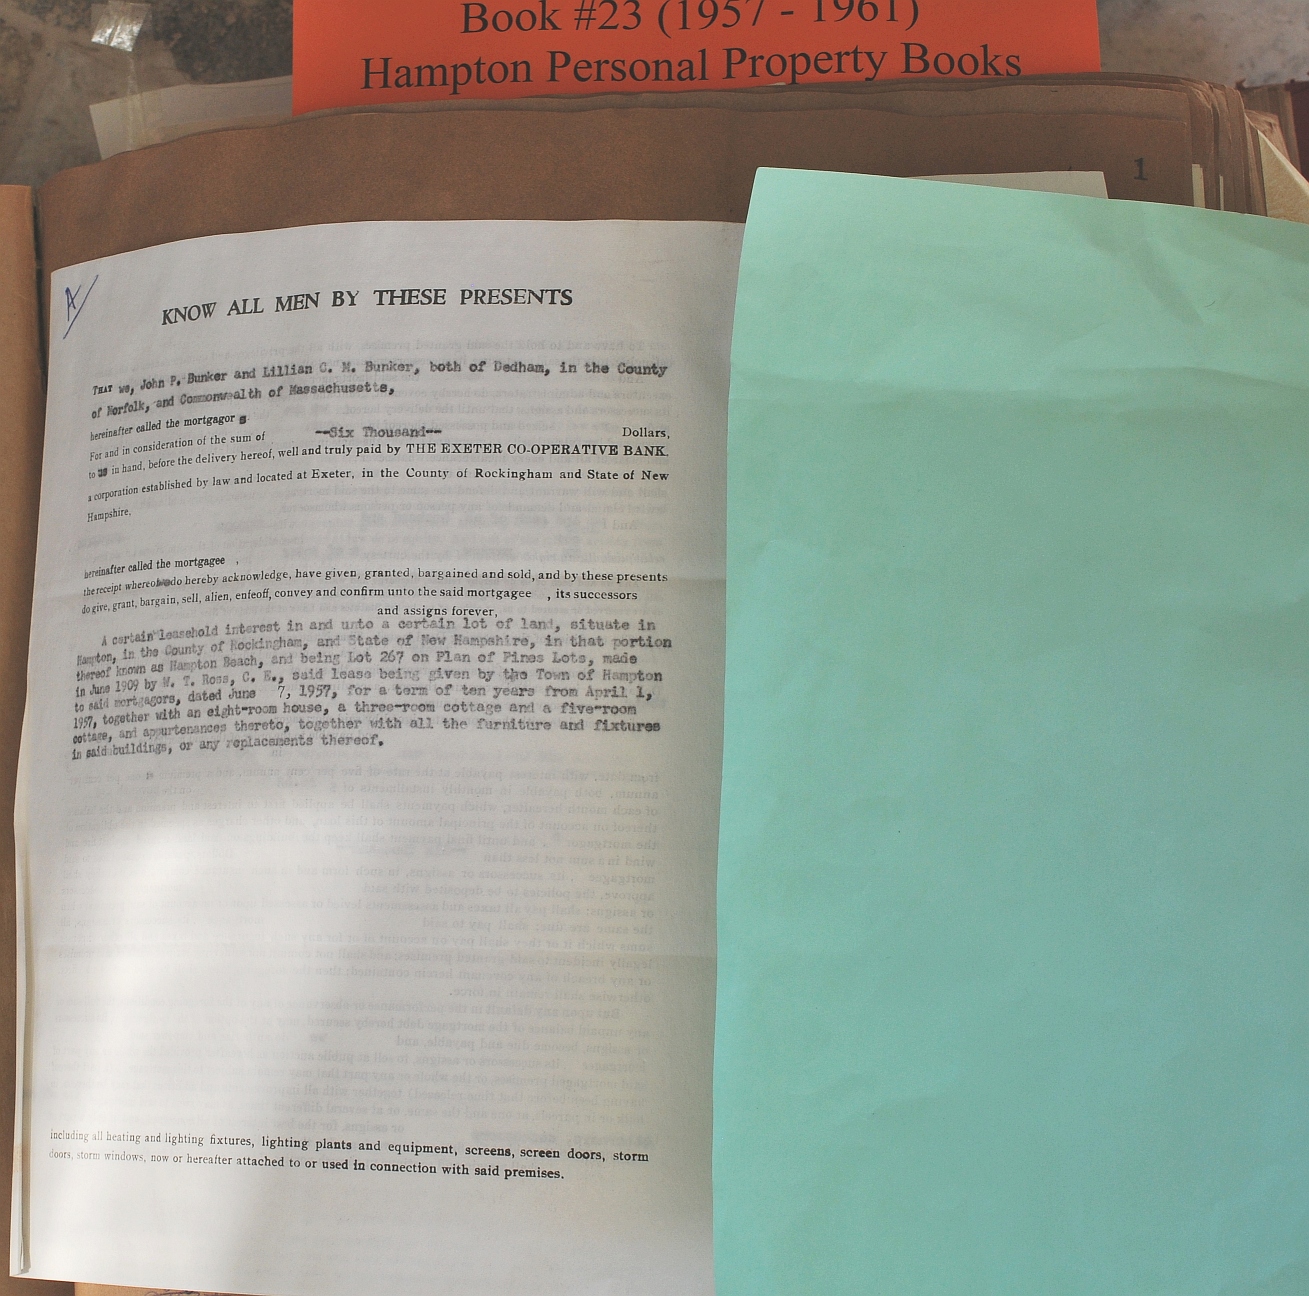 Book #23 (1957 - 1961)
Hampton Personal Property Books
1
A/
KNOW ALL MEN BY THESE PRESENTS
THAT we, John P. Bunker and Lillian C. M. Bunker, both of Dedham, in the County
of Norfolk, and Commonwealth of Massachusetts,
hereinafter called the mortgagor s
For and in consideration of the sum of --Six Thousand-- Dollars,
to us in hand, before the delivery hereof, well and truly paid by THE EXETER CO-OPERATIVE BANK.
a corporation established by law and located at Exeter, in the County of Rockingham and State of New
Hampshire.
hereinafter called the mortgagee ,
the receipt whereof we do hereby acknowledge, have given, granted, bargained and sold, and by these presents
do give, grant, bargain, sell, alien, enfeoff, convey and confirm unto the said mortgagee , its successors
and assigns forever,
A certain leasehold interest in and unto a certain lot of land, situate in
Hampton, in the County of Rockingham, and State of New Hampshire, in that portion
thereof known as Hampton Beach, and being Lot 267 on Plan of Pines Lots, made
in June 1909 by W. T. Ross, C. E., said lease being given by the Town of Hampton
to said mortgagors, dated June 7, 1957, for a term of ten years from April 1,
1957, together with an eight-room house, a three-room cottage and a five-room
cottage, and appurtenances thereto, together with all the furniture and fixtures
in said buildings, or any replacements thereof.
including all heating and lighting fixtures, lighting plants and equipment, screens, screen doors, storm
doors, storm windows, now or hereafter attached to or used in connection with said premises.